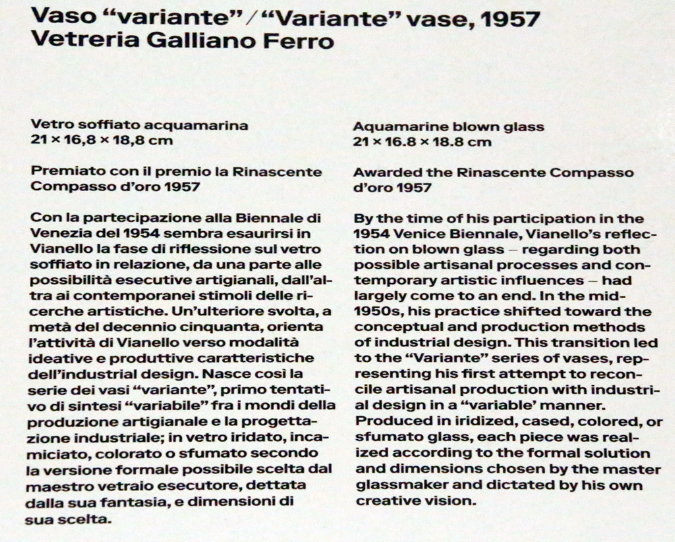 Vaso “variante”/“Variante” vase, 1957
Vetreria Galliano Ferro
Vetro soffiato acquamarina
21 × 16,8 × 18,8 cm
Premiato con il premio la Rinascente
Compasso d’oro 1957
Con la partecipazione alla Biennale di
Venezia del 1954 sembra esaurirsi in
Vianello la fase di riflessione sul vetro
soffiato in relazione, da una parte alle
possibilità esecutive artigianali, dall’al-
tra ai contemporanei stimoli delle ri-
cerche artistiche. Un’ulteriore svolta, a
metà del decennio cinquanta, orienta
l’attività di Vianello verso modalità
ideative e produttive caratteristiche
dell’industrial design. Nasce così la
serie dei vasi “variante”, primo tentati-
vo di sintesi “variabile” fra i mondi della
produzione artigianale e la progetta-
zione industriale; in vetro iridato, inca-
miciato, colorato o sfumato secondo
la versione formale possibile scelta dal
maestro vetraio esecutore, dettata
dalla sua fantasia, e dimensioni di
sua scelta.
Aquamarine blown glass
21 × 16.8 × 18.8 cm
Awarded the Rinascente Compasso
d’oro 1957
By the time of his participation in the
1954 Venice Biennale, Vianello’s reflec-
tion on blown glass – regarding both
possible artisanal processes and con-
temporary artistic influences – had
largely come to an end. In the mid-
1950s, his practice shifted toward the
conceptual and production methods
of industrial design. This transition led
to the “Variante” series of vases, rep-
resenting his first attempt to recon-
cile artisanal production with industri-
al design in a “variable’ manner.
Produced in iridized, cased, colored, or
sfumato glass, each piece was real-
ized according to the formal solution
and dimensions chosen by the master
glassmaker and dictated by his own
creative vision.